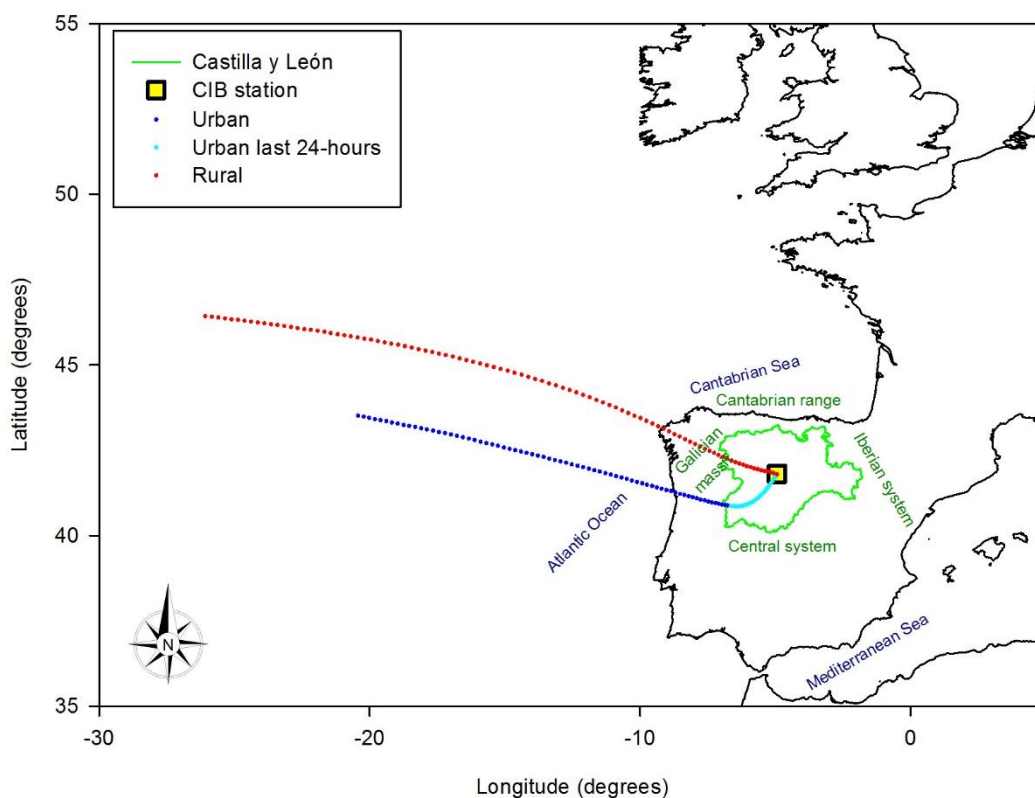 55
Castilla y León
CIB station
Urban
Urban last 24-hours
Rural
50
45
40
35
Latitude (degrees)
Cantabrian Sea
Cantabrian range
Galician
massif
Iberian system
Atlantic Ocean
Central system
Mediterranean Sea
N
-30
-20
-10
0
Longitude (degrees)